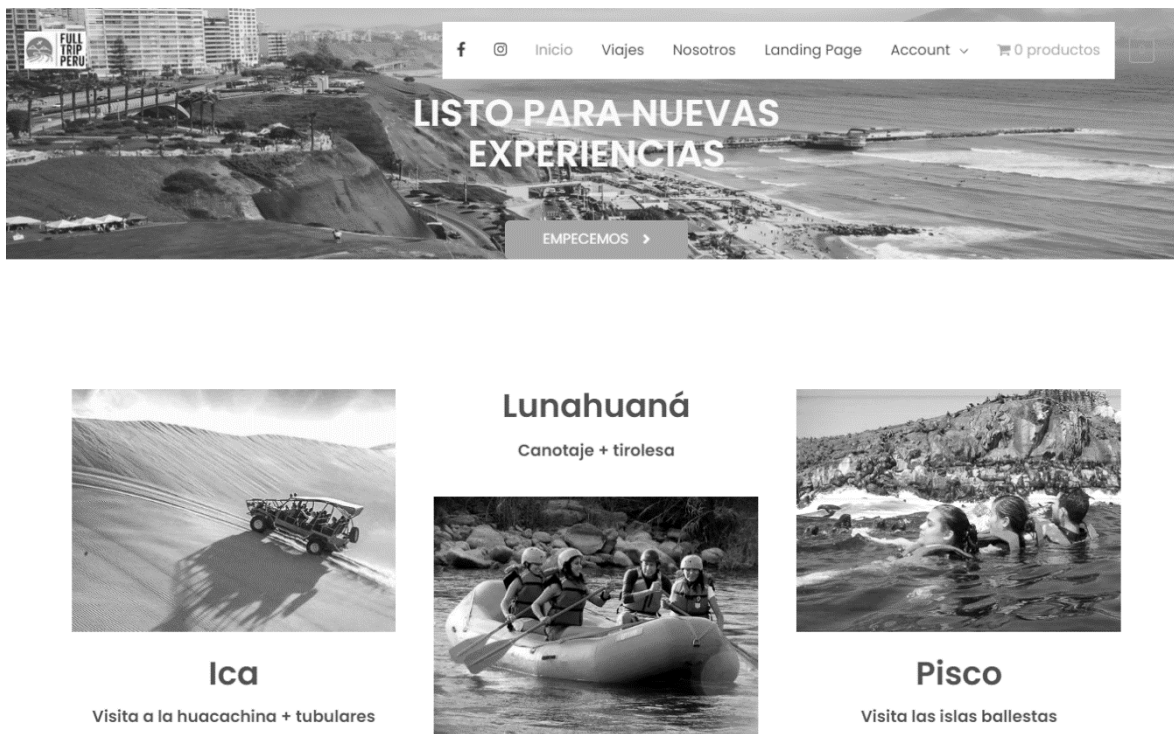 FULL
TRIP
PERU
f Inicio Viajes Nosotros Landing Page Account 0 productos
LISTO PARA NUEVAS
EXPERIENCIAS
EMPECEMOS
Lunahuaná
Canotaje + tirolesa
Ica
Visita a la huacachina + tubulares
Pisco
Visita las islas ballestas